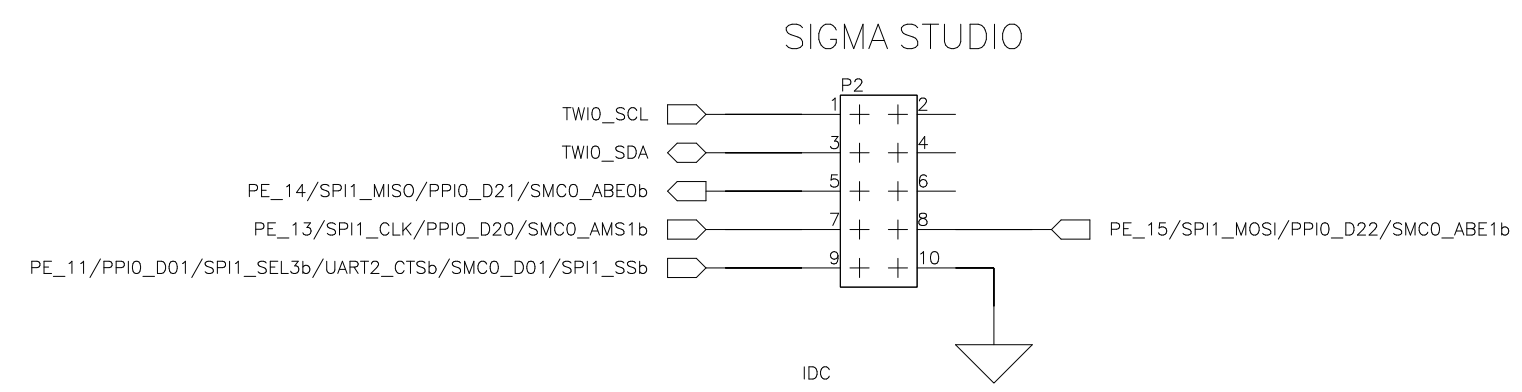 SIGMA STUDIO
P2
TWI0_SCL 1 2
TWI0_SDA 3 4
PE_14/SPI1_MISO/PPI0_D21/SMC0_ABE0b 5 6
PE_13/SPI1_CLK/PPI0_D20/SMC0_AMS1b 7 8 PE_15/SPI1_MOSI/PPI0_D22/SMC0_ABE1b
PE_11/PPI0_D01/SPI1_SEL3b/UART2_CTSb/SMC0_D01/SPI1_SSb 9 10
IDC